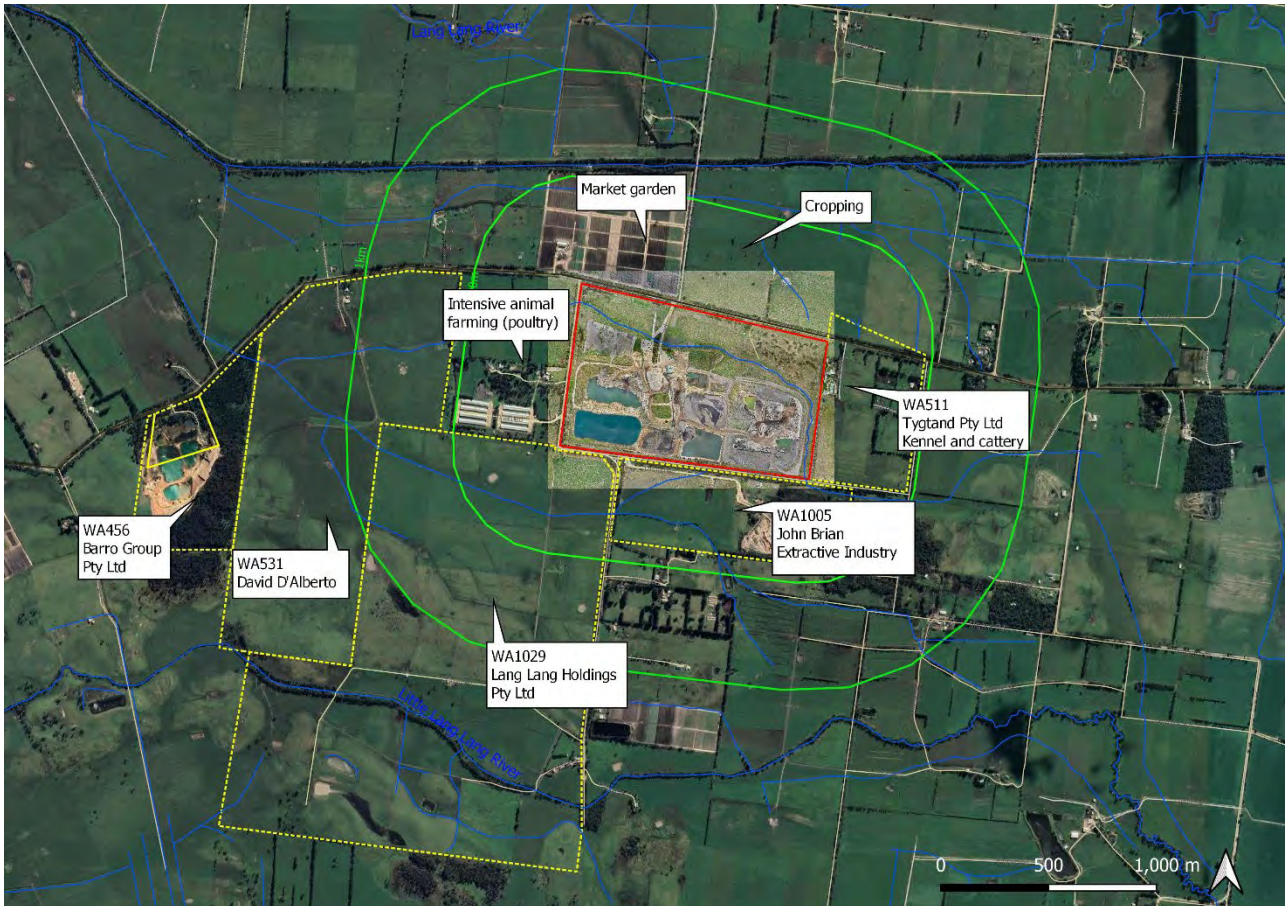 Lang Lang River
Market garden
Cropping
1km
Intensive animal
farming (poultry)
WA511
Tygtand Pty Ltd
Kennel and cattery
WA456
Barro Group
Pty Ltd
WA531
David D'Alberto
WA1005
John Brian
Extractive Industry
WA1029
Lang Lang Holdings
Pty Ltd
Little Lang Lang River
0 500 1,000 m